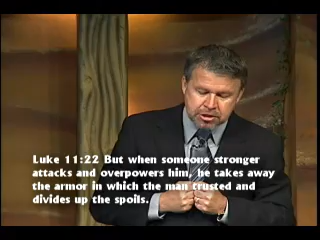 Luke 11:22 But when someone stronger
attacks and overpowers him, he takes away
the armor in which the man trusted and
divides up the spoils.